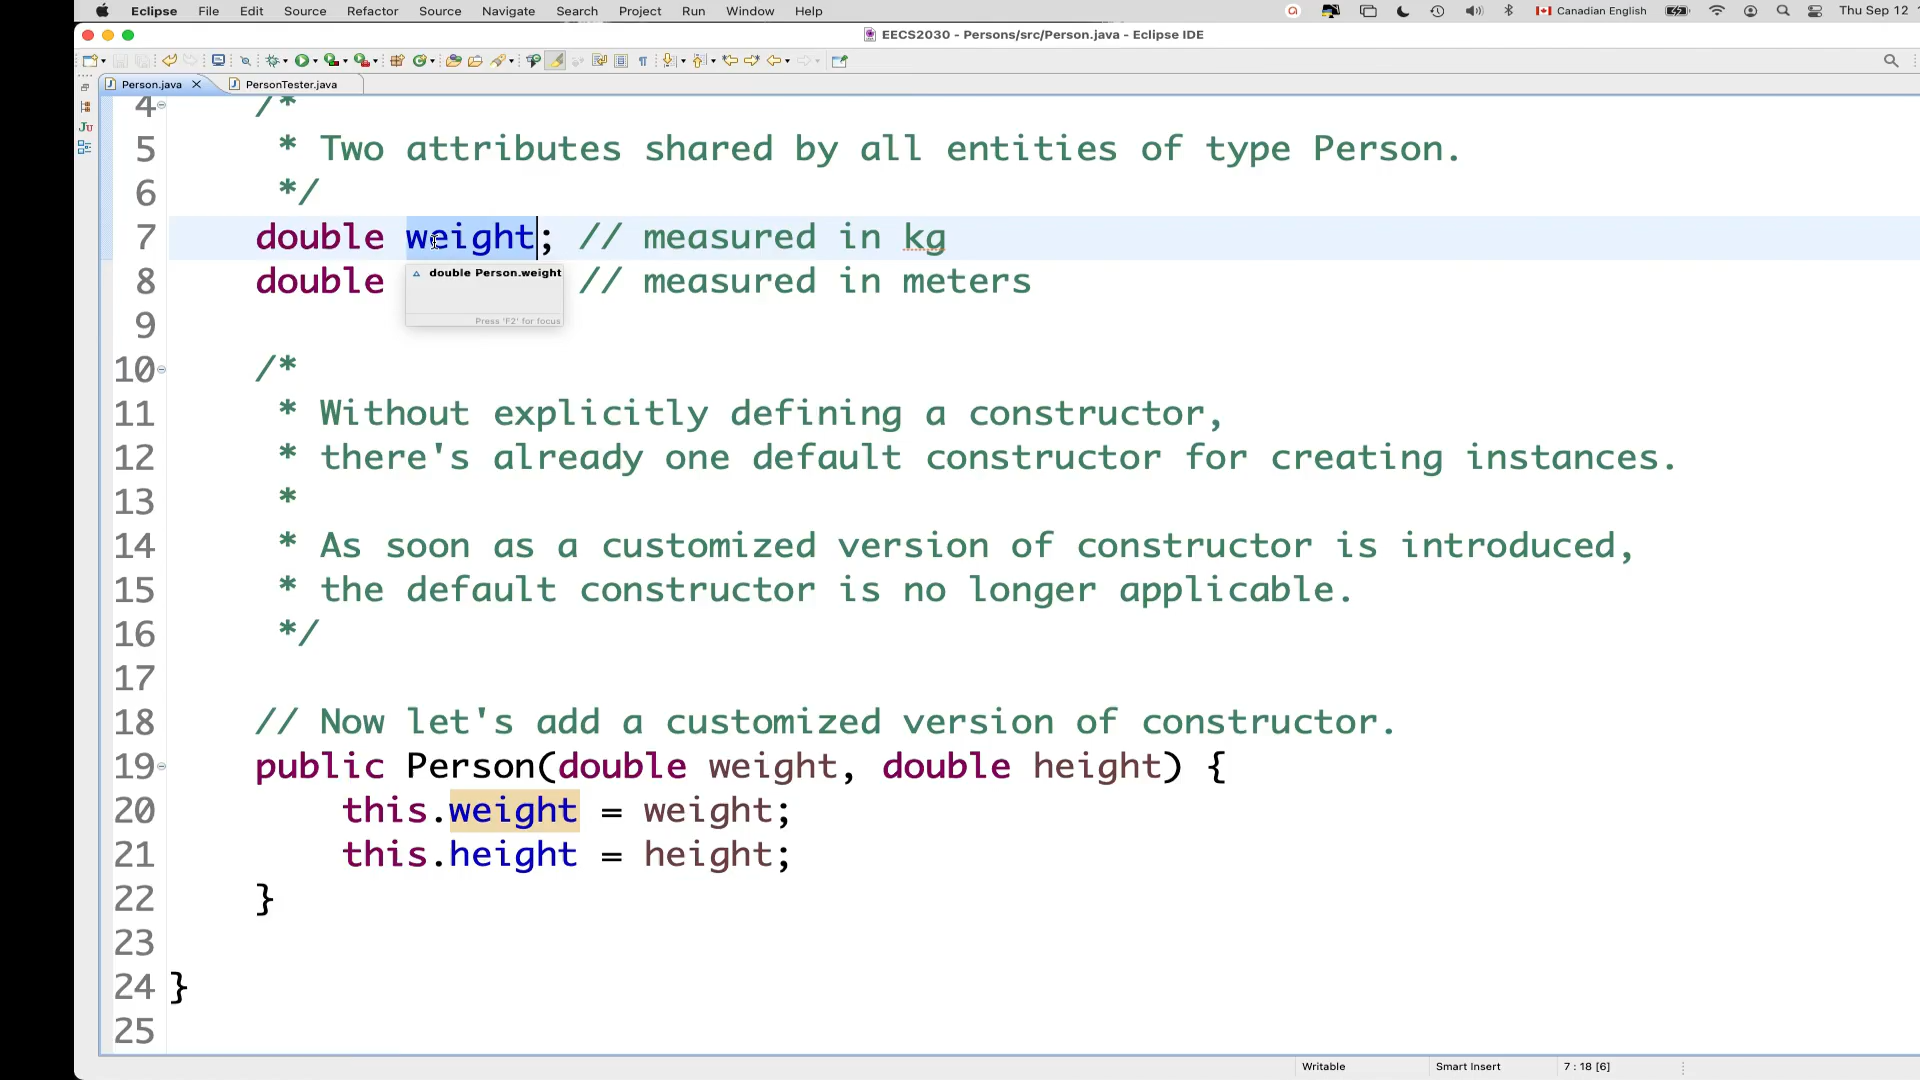 Eclipse File Edit Source Refactor Source Navigate Search Project Run Window Help Canadian English Thu Sep 12
EECS2030 - Persons/src/Person.java - Eclipse IDE
Person.java PersonTester.java
4 /*
5 * Two attributes shared by all entities of type Person.
6 */
7 double weight; // measured in kg
double Person.weight
8 double // measured in meters
Press 'F2' for focus
9
10 /*
11 * Without explicitly defining a constructor,
12 * there's already one default constructor for creating instances.
13 *
14 * As soon as a customized version of constructor is introduced,
15 * the default constructor is no longer applicable.
16 */
17
18 // Now let's add a customized version of constructor.
19 public Person(double weight, double height) {
20 this.weight = weight;
21 this.height = height;
22 }
23
24 }
25
Writable Smart Insert 7 : 18 [6]